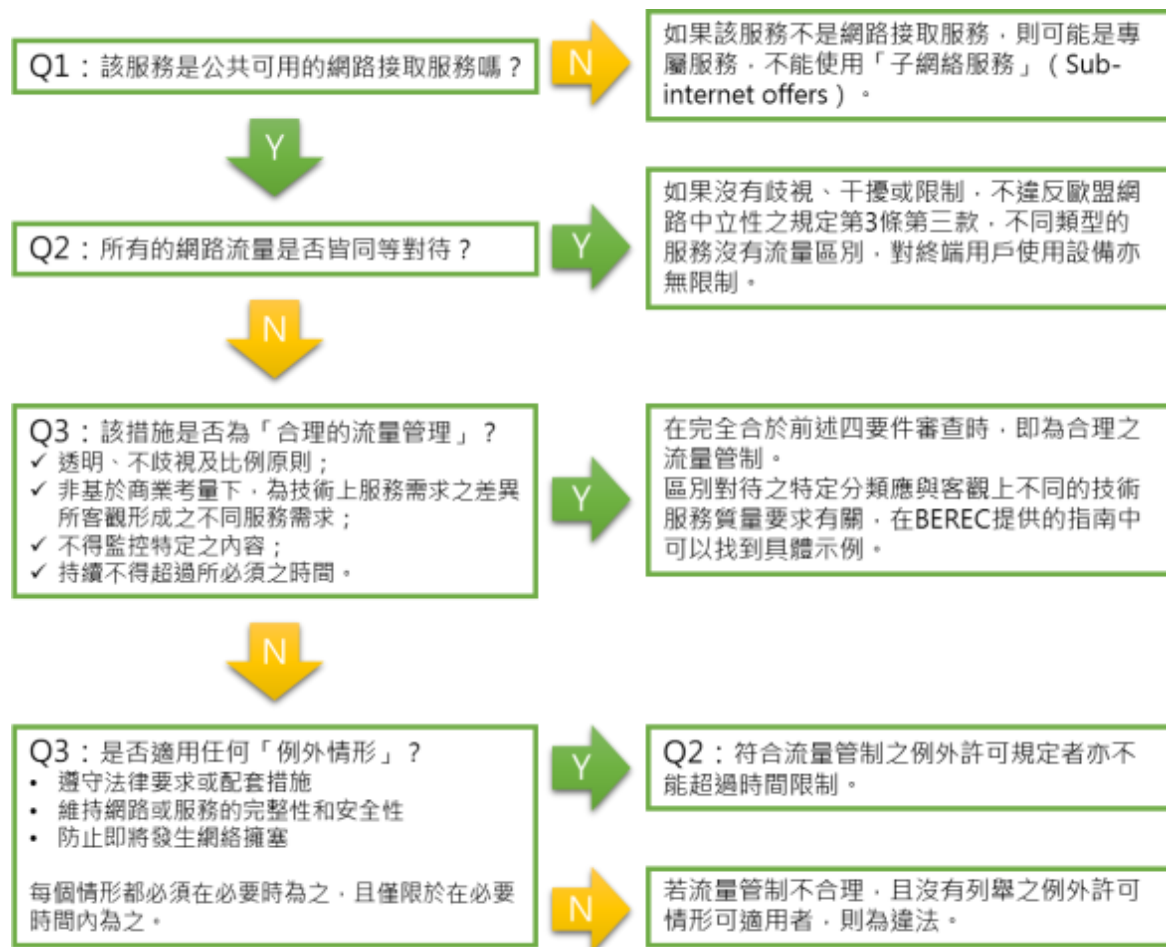 Q1：該服務是公共可用的網路接取服務嗎？
N
如果該服務不是網路接取服務，則可能是專
屬服務，不能使用「子網絡服務」（Sub-
internet offers）。
Y
Q2：所有的網路流量是否皆同等對待？
Y
如果沒有歧視、干擾或限制，不違反歐盟網
路中立性之規定第3條第三款，不同類型的
服務沒有流量區別，對終端用戶使用設備亦
無限制。
N
Q3：該措施是否為「合理的流量管理」？
✓ 透明、不歧視及比例原則；
✓ 非基於商業考量下，為技術上服務需求之差異
所客觀形成之不同服務需求；
✓ 不得監控特定之內容；
✓ 持續不得超過所必須之時間。
Y
在完全合於前述四要件審查時，即為合理之
流量管制。
區別對待之特定分類應與客觀上不同的技術
服務質量要求有關，在BEREC提供的指南中
可以找到具體示例。
N
Q3：是否適用任何「例外情形」？
• 遵守法律要求或配套措施
• 維持網路或服務的完整性和安全性
• 防止即將發生網絡擁塞
每個情形都必須在必要時為之，且僅限於在必要
時間內為之。
Y
Q2：符合流量管制之例外許可規定者亦不
能超過時間限制。
N
若流量管制不合理，且沒有列舉之例外許可
情形可適用者，則為違法。